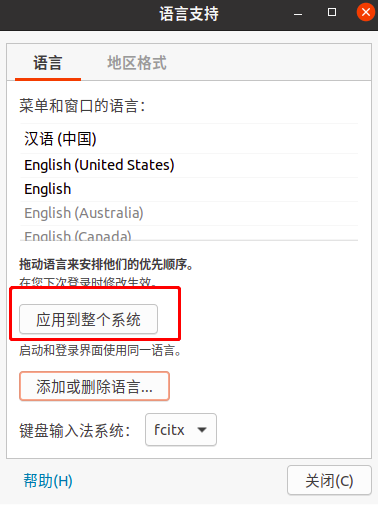 语言支持
语言 地区格式
菜单和窗口的语言：
汉语 (中国)
English (United States)
English
English (Australia)
English (Canada)
拖动语言来安排他们的优先顺序。
在您下次登录时修改生效。
应用到整个系统
启动和登录界面使用同一语言。
添加或删除语言...
键盘输入法系统： fcitx
帮助(H) 关闭(C)